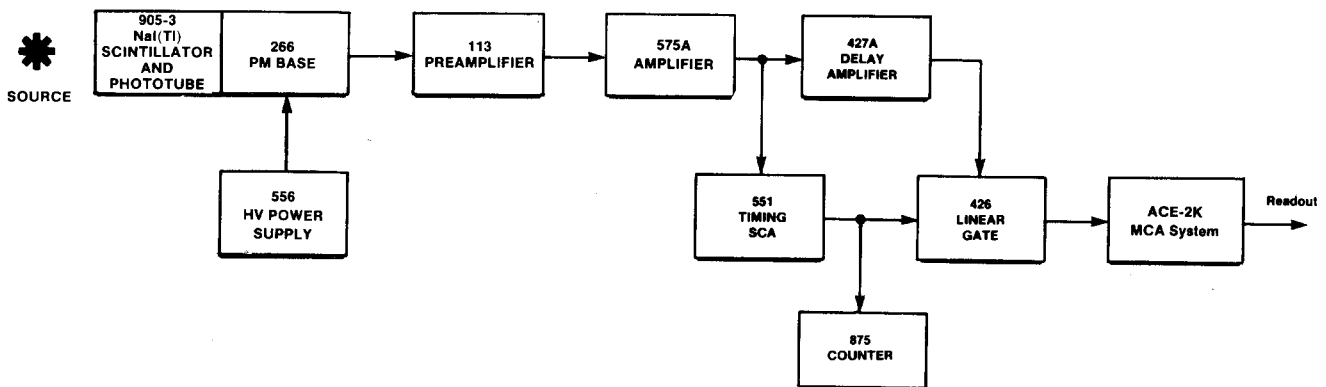 SOURCE
905-3
NaI(Tl)
SCINTILLATOR
AND
PHOTOTUBE
266
PM BASE
113
PREAMPLIFIER
575A
AMPLIFIER
427A
DELAY
AMPLIFIER
556
HV POWER
SUPPLY
551
TIMING
SCA
426
LINEAR
GATE
ACE-2K
MCA System
Readout
875
COUNTER